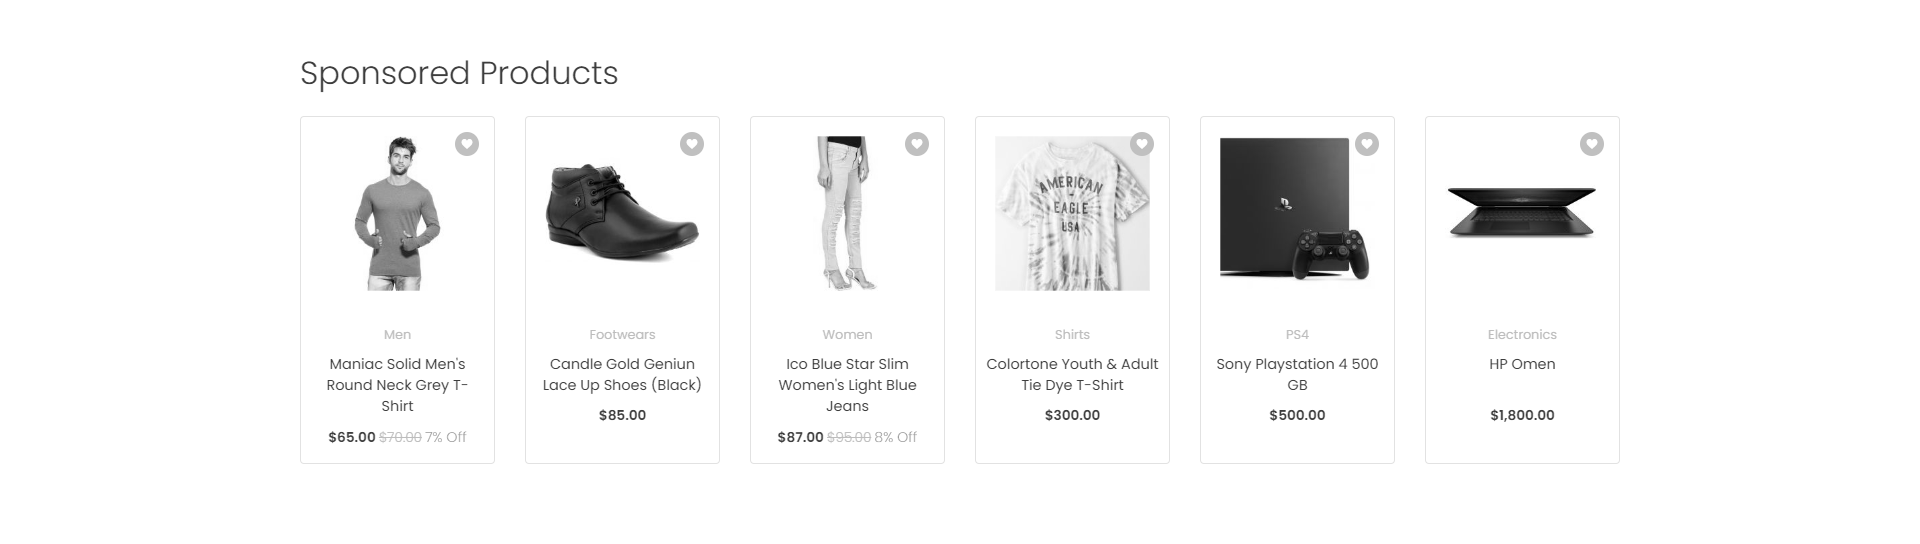 Sponsored Products
AMERICAN
EAGLE
USA
Men
Maniac Solid Men's
Round Neck Grey T-
Shirt
$65.00 $70.00 7% Off
Footwears
Candle Gold Geniun
Lace Up Shoes (Black)
$85.00
Women
Ico Blue Star Slim
Women's Light Blue
Jeans
$87.00 $95.00 8% Off
Shirts
Colortone Youth & Adult
Tie Dye T-Shirt
$300.00
PS4
Sony Playstation 4 500
GB
$500.00
Electronics
HP Omen
$1,800.00